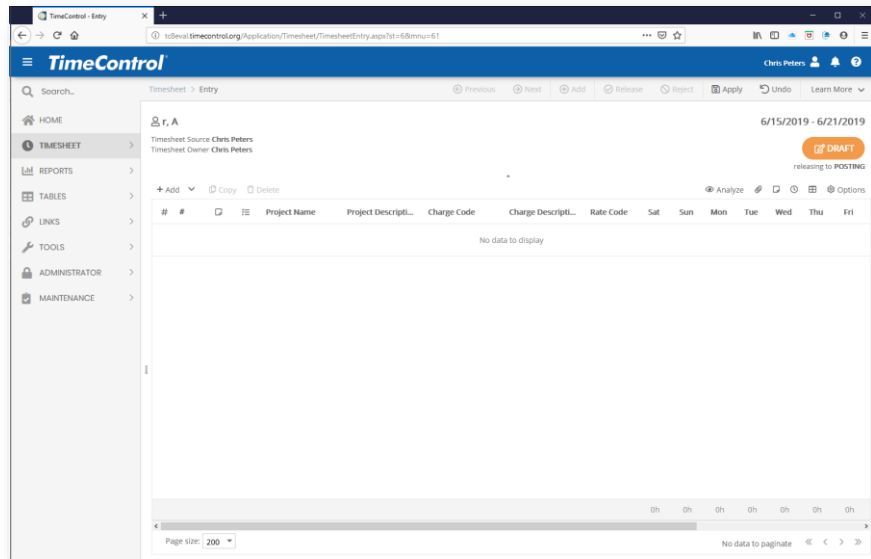 TimeControl - Entry
tc8eval.timecontrol.org/Application/Timesheet/TimesheetEntry.aspx?st=6&mnu=61
TimeControl
Chris Peters
Search...
Timesheet > Entry
Previous Next Add Release Reject Apply Undo Learn More
HOME
r, A
6/15/2019 - 6/21/2019
Timesheet Source Chris Peters
Timesheet Owner Chris Peters
TIMESHEET
DRAFT
releasing to POSTING
REPORTS
TABLES
+ Add Copy Delete
Analyze Options
# # Project Name Project Descripti... Charge Code Charge Descripti... Rate Code Sat Sun Mon Tue Wed Thu Fri
LINKS
No data to display
TOOLS
ADMINISTRATOR
MAINTENANCE
0h 0h 0h 0h 0h 0h 0h
Page size: 200
No data to paginate